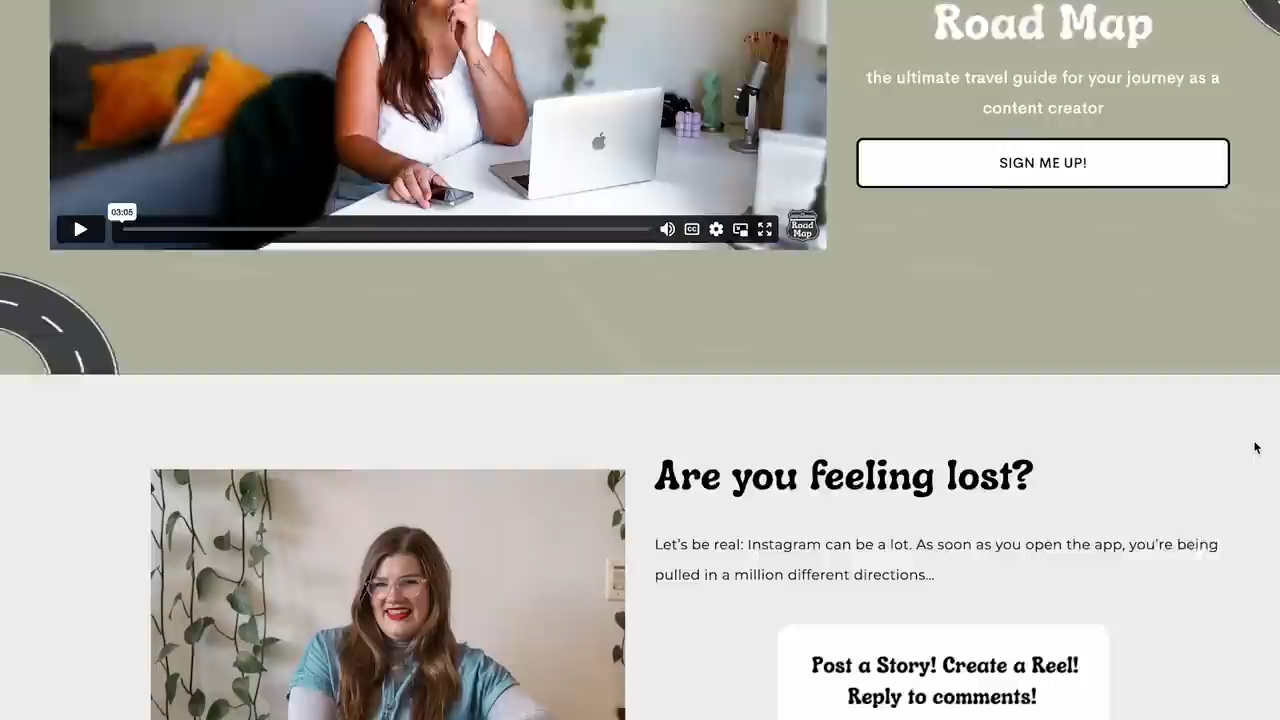 Road Map
the ultimate travel guide for your journey as a
content creator
SIGN ME UP!
03:05
CC
Road
Map
Are you feeling lost?
Let's be real: Instagram can be a lot. As soon as you open the app, you're being
pulled in a million different directions...
Post a Story! Create a Reel!
Reply to comments!